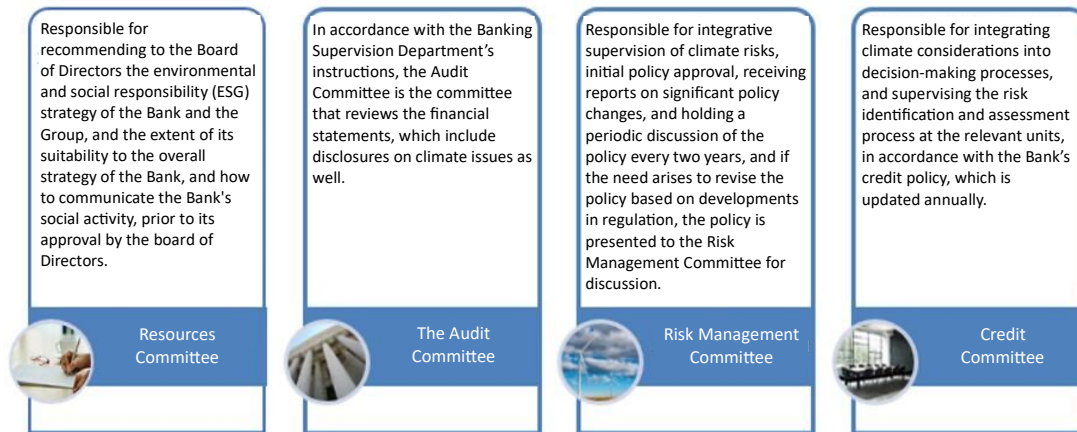 Responsible for
recommending to the Board
of Directors the environmental
and social responsibility (ESG)
strategy of the Bank and the
Group, and the extent of its
suitability to the overall
strategy of the Bank, and how
to communicate the Bank's
social activity, prior to its
approval by the board of
Directors.
Resources
Committee
In accordance with the Banking
Supervision Department’s
instructions, the Audit
Committee is the committee
that reviews the financial
statements, which include
disclosures on climate issues as
well.
The Audit
Committee
Responsible for integrative
supervision of climate risks,
initial policy approval, receiving
reports on significant policy
changes, and holding a
periodic discussion of the
policy every two years, and if
the need arises to revise the
policy based on developments
in regulation, the policy is
presented to the Risk
Management Committee for
discussion.
Risk Management
Committee
Responsible for integrating
climate considerations into
decision-making processes,
and supervising the risk
identification and assessment
process at the relevant units,
in accordance with the Bank’s
credit policy, which is
updated annually.
Credit
Committee